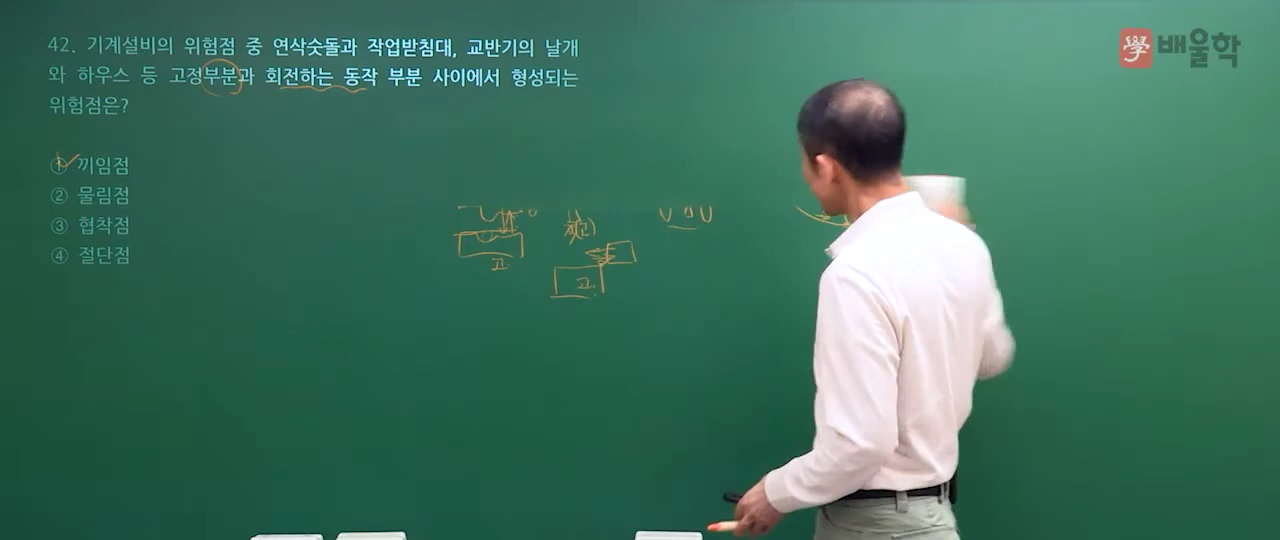 42. 기계설비의 위험점 중 연삭숫돌과 작업받침대, 교반기의 날개
와 하우스 등 고정부분과 회전하는 동작 부분 사이에서 형성되는
위험점은?
① 끼임점
② 물림점
③ 협착점
④ 절단점
學 배울학
고
고